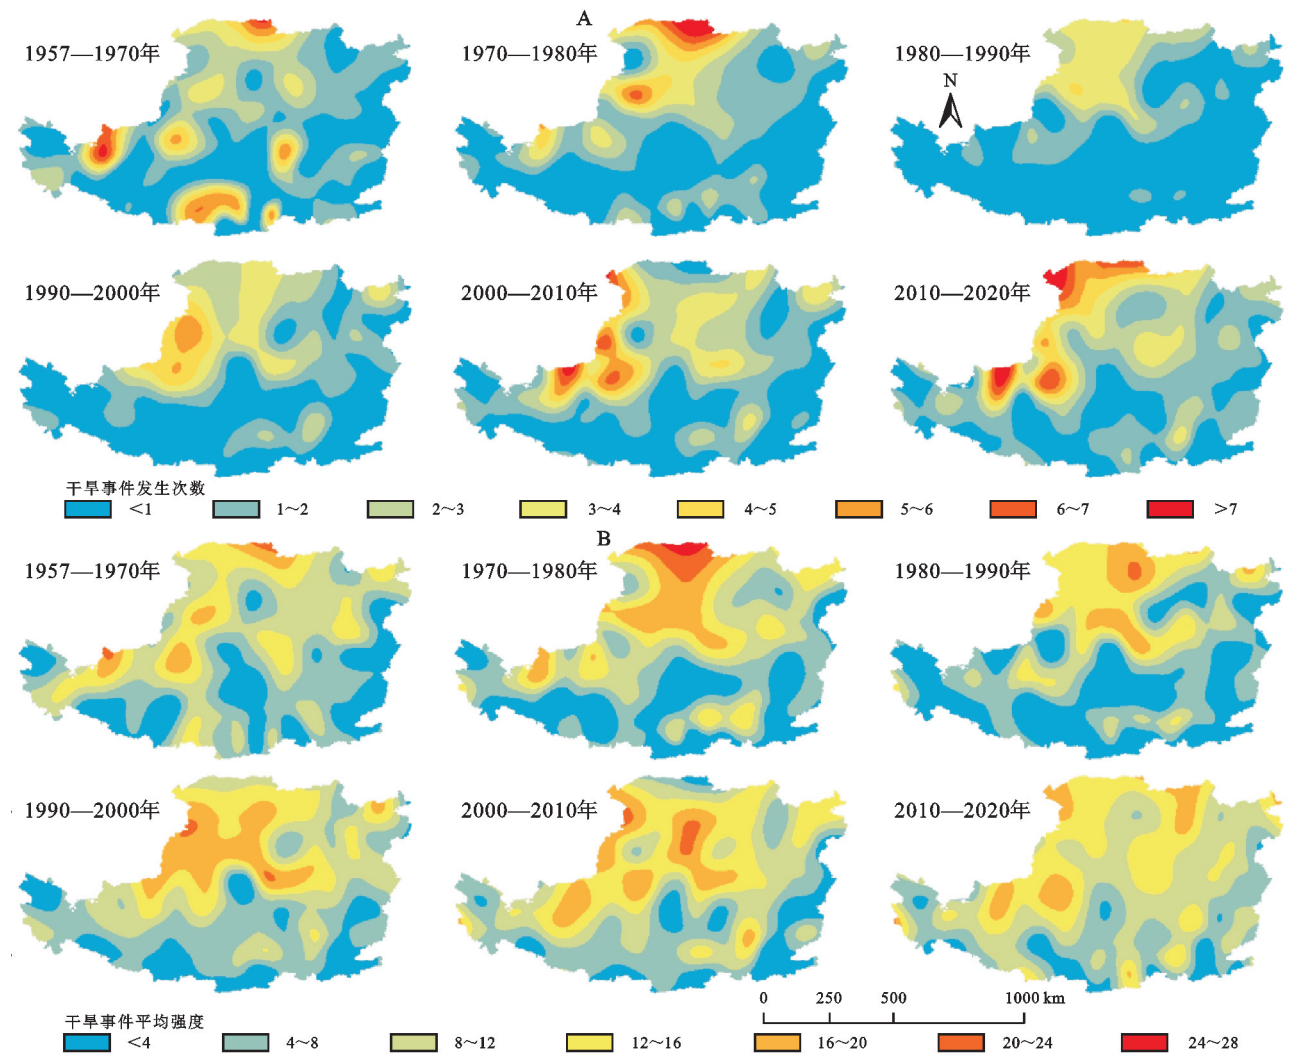 A
1957—1970年
1970—1980年
1980—1990年
N
1990—2000年
2000—2010年
2010—2020年
干旱事件发生次数
<1 1~2 2~3 3~4 4~5 5~6 6~7 >7
B
1957—1970年
1970—1980年
1980—1990年
1990—2000年
2000—2010年
2010—2020年
0 250 500 1000 km
干旱事件平均强度
<4 4~8 8~12 12~16 16~20 20~24 24~28